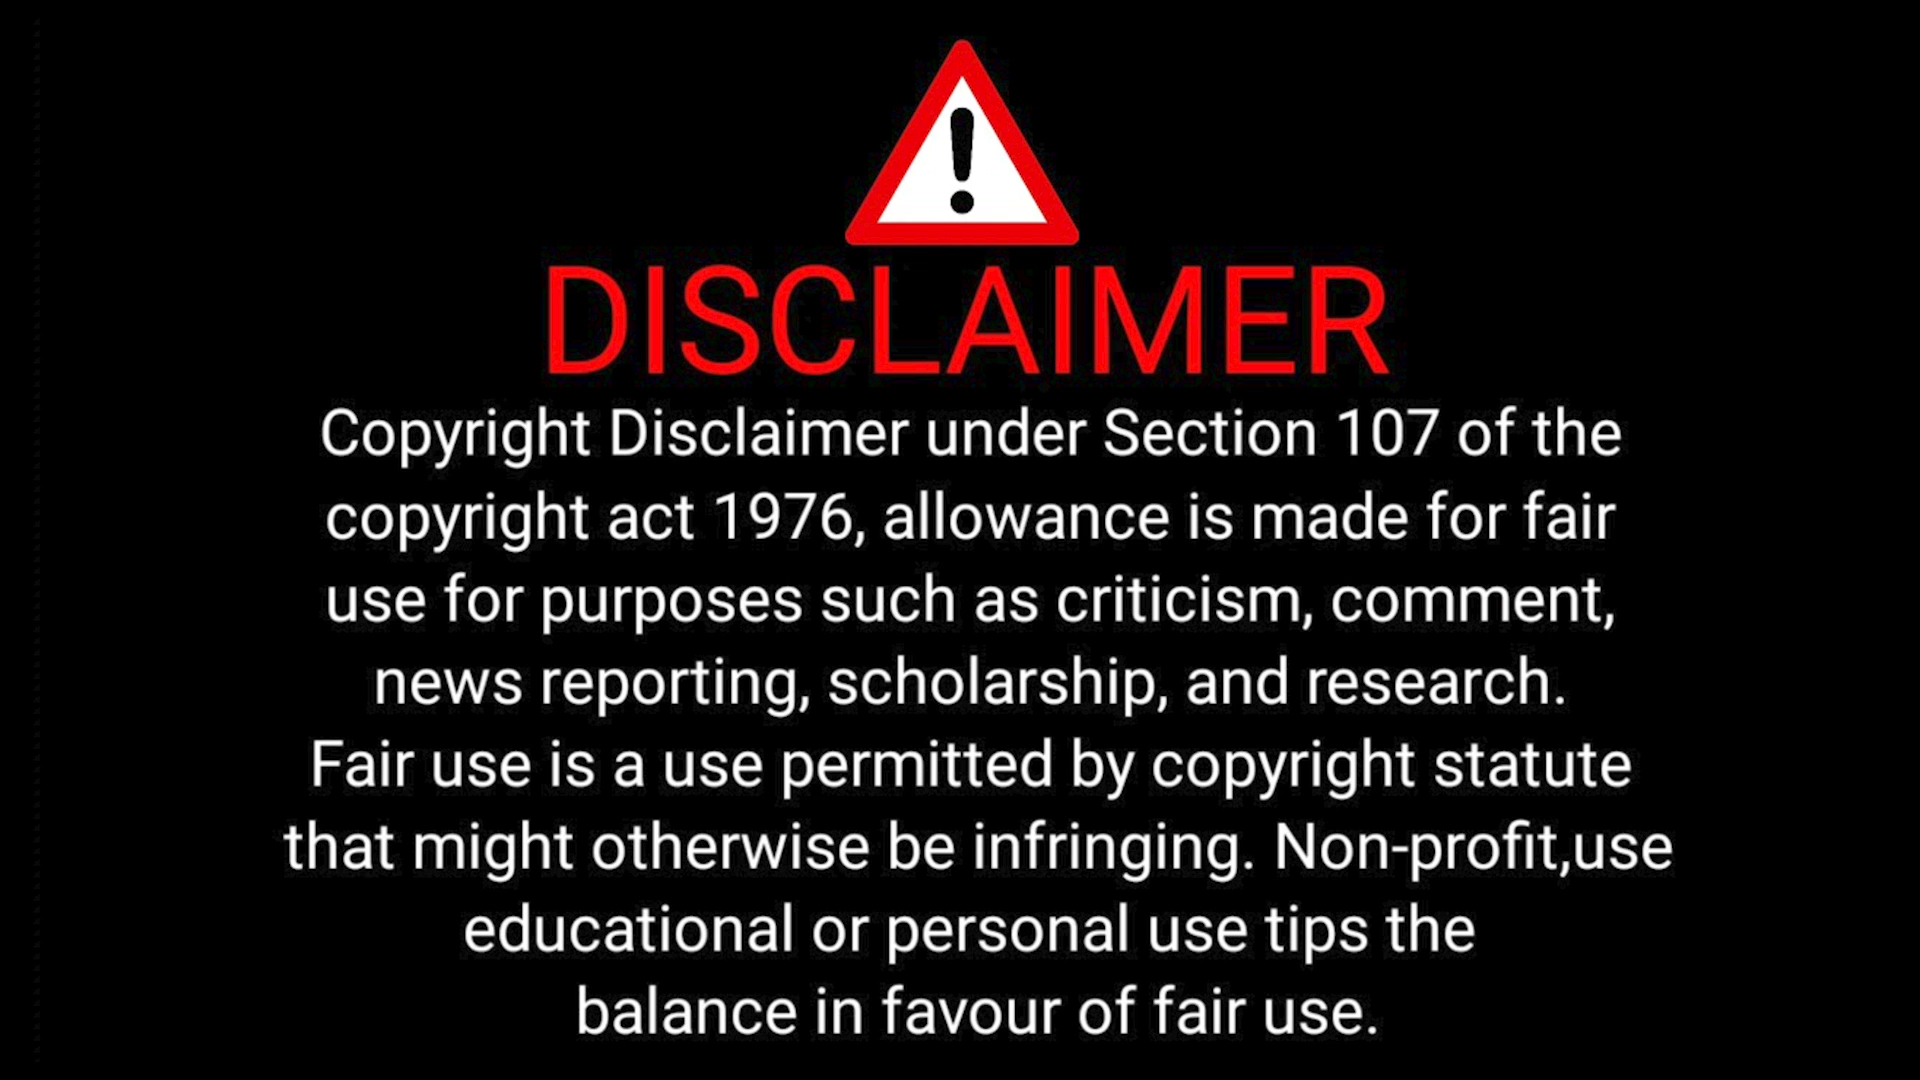 DISCLAIMER
Copyright Disclaimer under Section 107 of the
copyright act 1976, allowance is made for fair
use for purposes such as criticism, comment,
news reporting, scholarship, and research.
Fair use is a use permitted by copyright statute
that might otherwise be infringing. Non-profit,use
educational or personal use tips the
balance in favour of fair use.